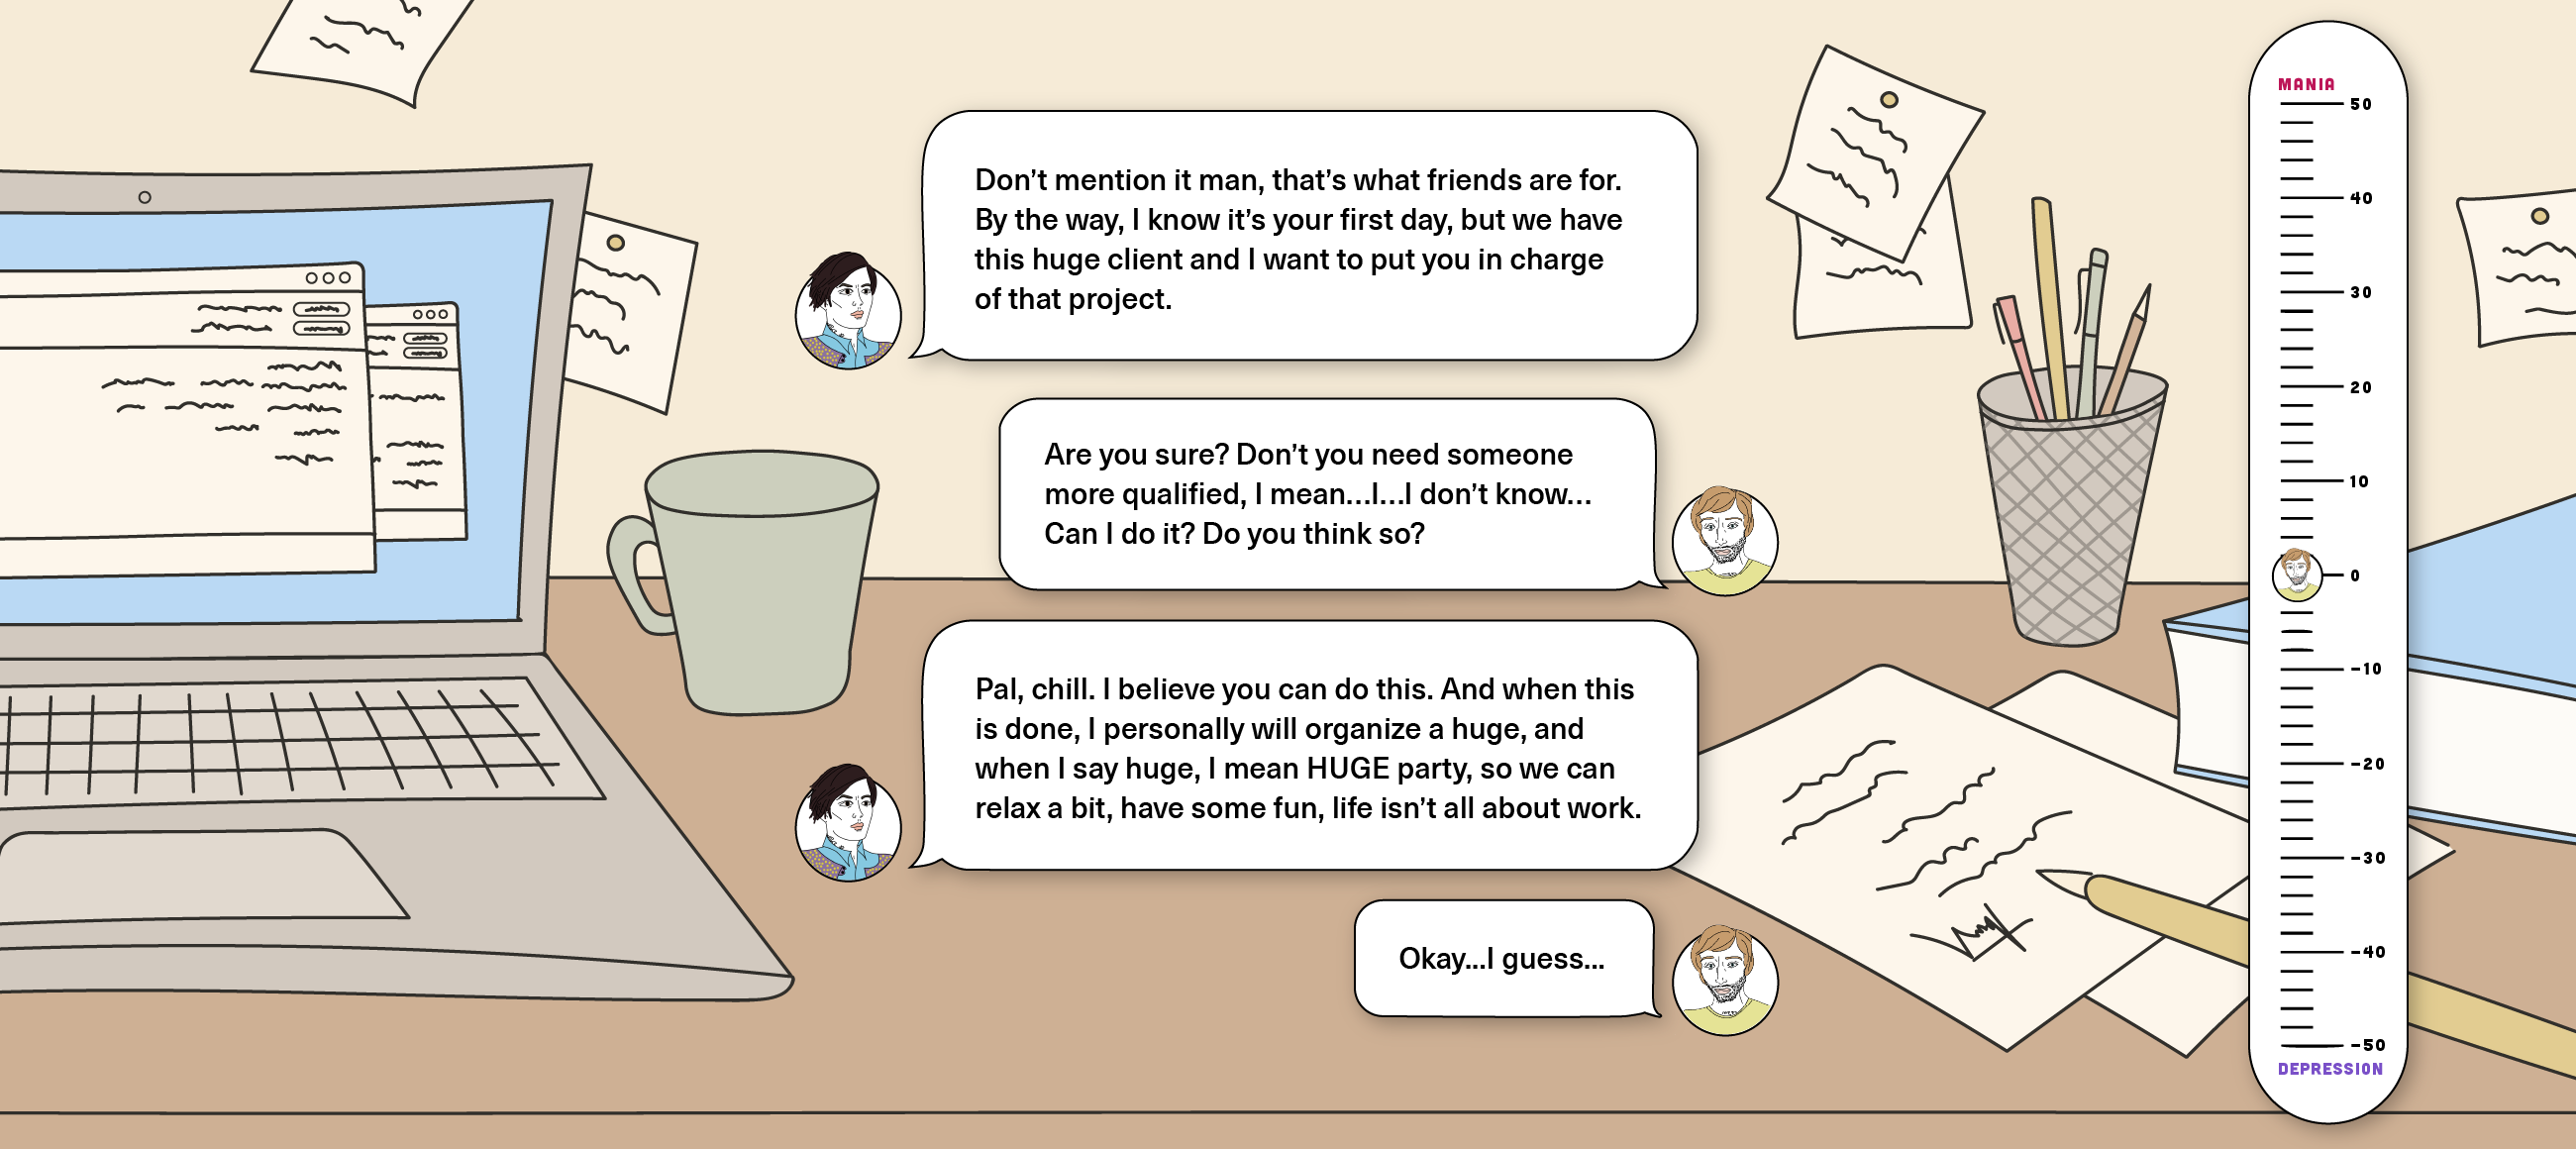 Don’t mention it man, that’s what friends are for.
By the way, I know it’s your first day, but we have
this huge client and I want to put you in charge
of that project.
Are you sure? Don’t you need someone
more qualified, I mean...I...I don’t know...
Can I do it? Do you think so?
Pal, chill. I believe you can do this. And when this
is done, I personally will organize a huge, and
when I say huge, I mean HUGE party, so we can
relax a bit, have some fun, life isn’t all about work.
Okay...I guess...
MANIA
50
40
30
20
10
0
-10
-20
-30
-40
-50
DEPRESSION